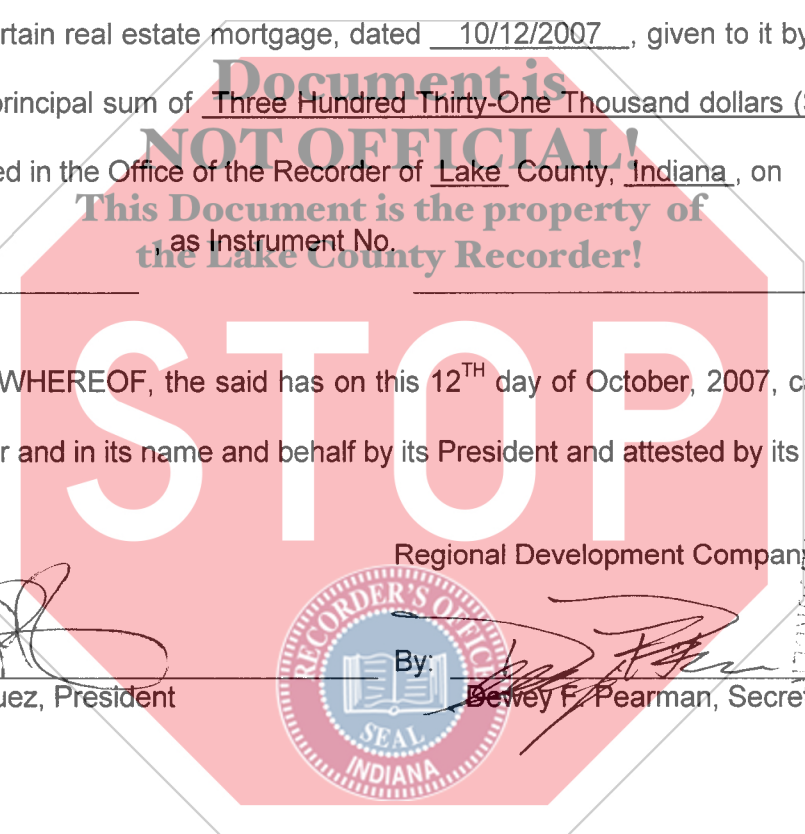 rtain real estate mortgage, dated 10/12/2007 , given to it by
Document is
principal sum of Three Hundred Thirty-One Thousand dollars (
NOT OFFICIAL!
ed in the Office of the Recorder of Lake County, Indiana , on
This Document is the property of
, as Instrument No.
the Lake County Recorder!
STOP
WHEREOF, the said has on this 12TH day of October, 2007, c
r and in its name and behalf by its President and attested by its
Regional Development Company
RECORDER'S OFFICE
By:
uez, President
Dewey F. Pearman, Secre
SEAL
INDIANA